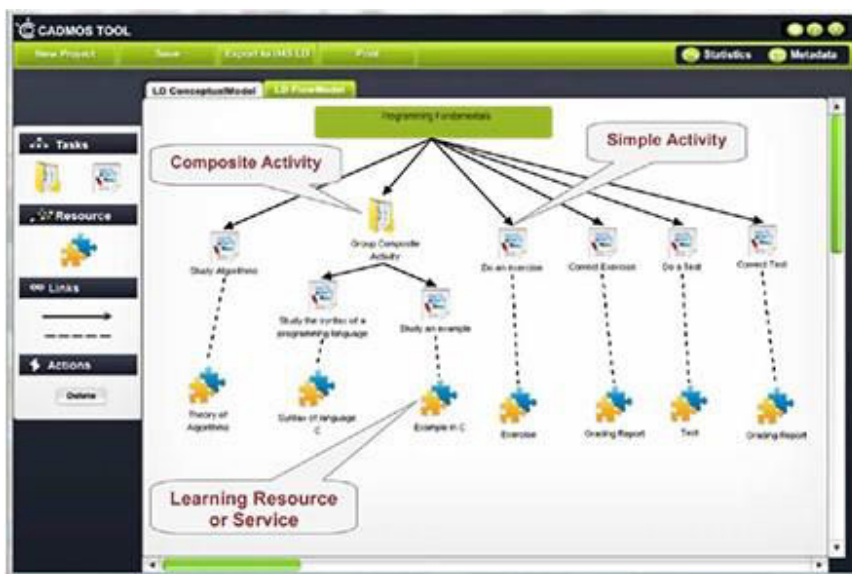 CADMOS TOOL
New Project Save Export to IMS LD Print Statistics Metadata
LD ConceptualModel LD FlowModel
Programming Fundamentals
Tasks
Resource
Links
Actions
Delete
Composite Activity
Simple Activity
Study Algorithms
Group Composite
Activity
Do an exercise
Correct Exercise
Do a Test
Correct Test
Study the syntax of a
programming language
Study an example
Theory of
Algorithms
Syntax of language
C
Example in C
Exercise
Grading Report
Test
Grading Report
Learning Resource
or Service